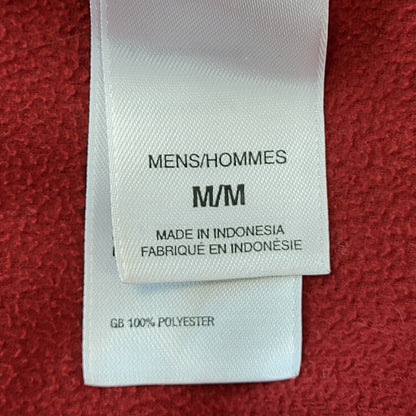 MENS/HOMMES
M/M
MADE IN INDONESIA
FABRIQUÉ EN INDONÉSIE
GB 100% POLYESTER